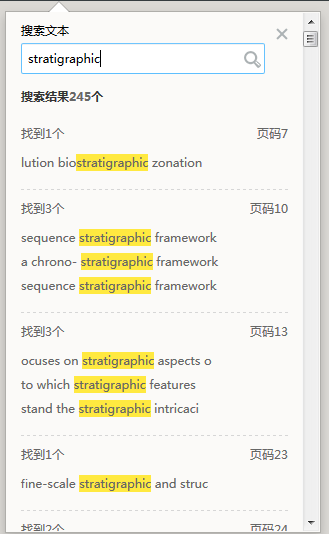 搜索文本
stratigraphic
搜索结果245个
找到1个 页码7
lution biostratigraphic zonation
找到3个 页码10
sequence stratigraphic framework
a chrono- stratigraphic framework
sequence stratigraphic framework
找到3个 页码13
ocuses on stratigraphic aspects o
to which stratigraphic features
stand the stratigraphic intricaci
找到1个 页码23
fine-scale stratigraphic and struc
找到2个 页码24